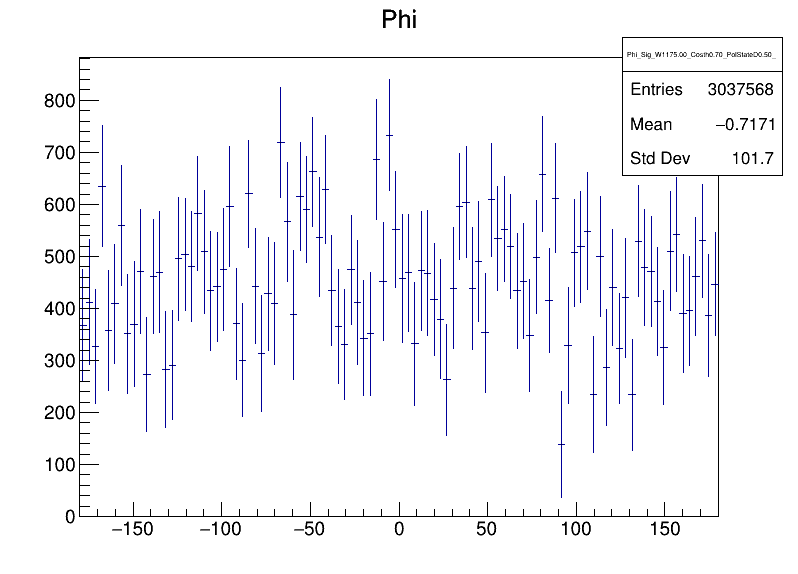 Phi
Phi_Sig_W1175.00_Costh0.70_PolStateD0.50_
Entries 3037568
Mean −0.7171
Std Dev 101.7
800
700
600
500
400
300
200
100
0
−150 −100 −50 0 50 100 150